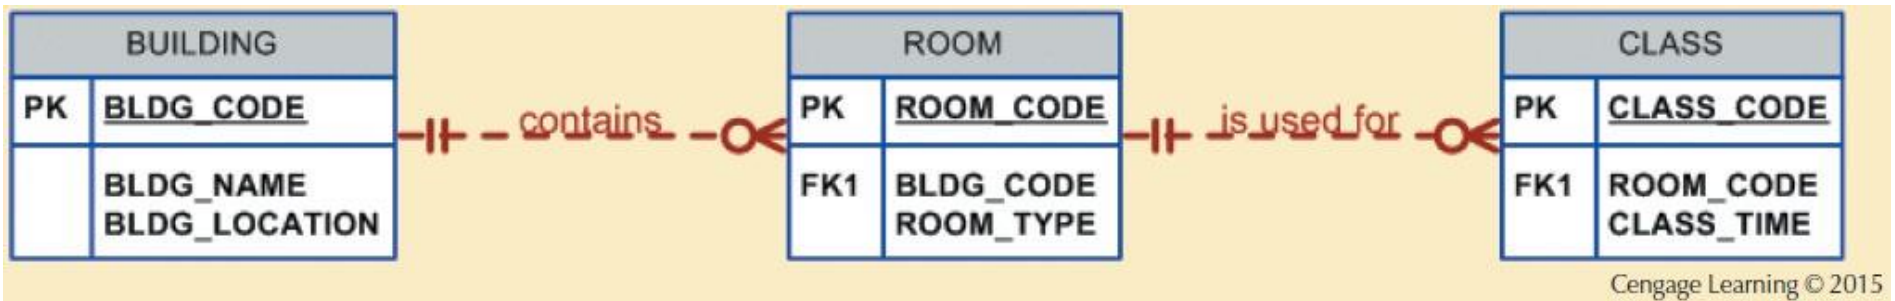 BUILDING
PK BLDG_CODE
BLDG_NAME
BLDG_LOCATION
contains
ROOM
PK ROOM_CODE
FK1 BLDG_CODE
ROOM_TYPE
is used for
CLASS
PK CLASS_CODE
FK1 ROOM_CODE
CLASS_TIME
Cengage Learning © 2015